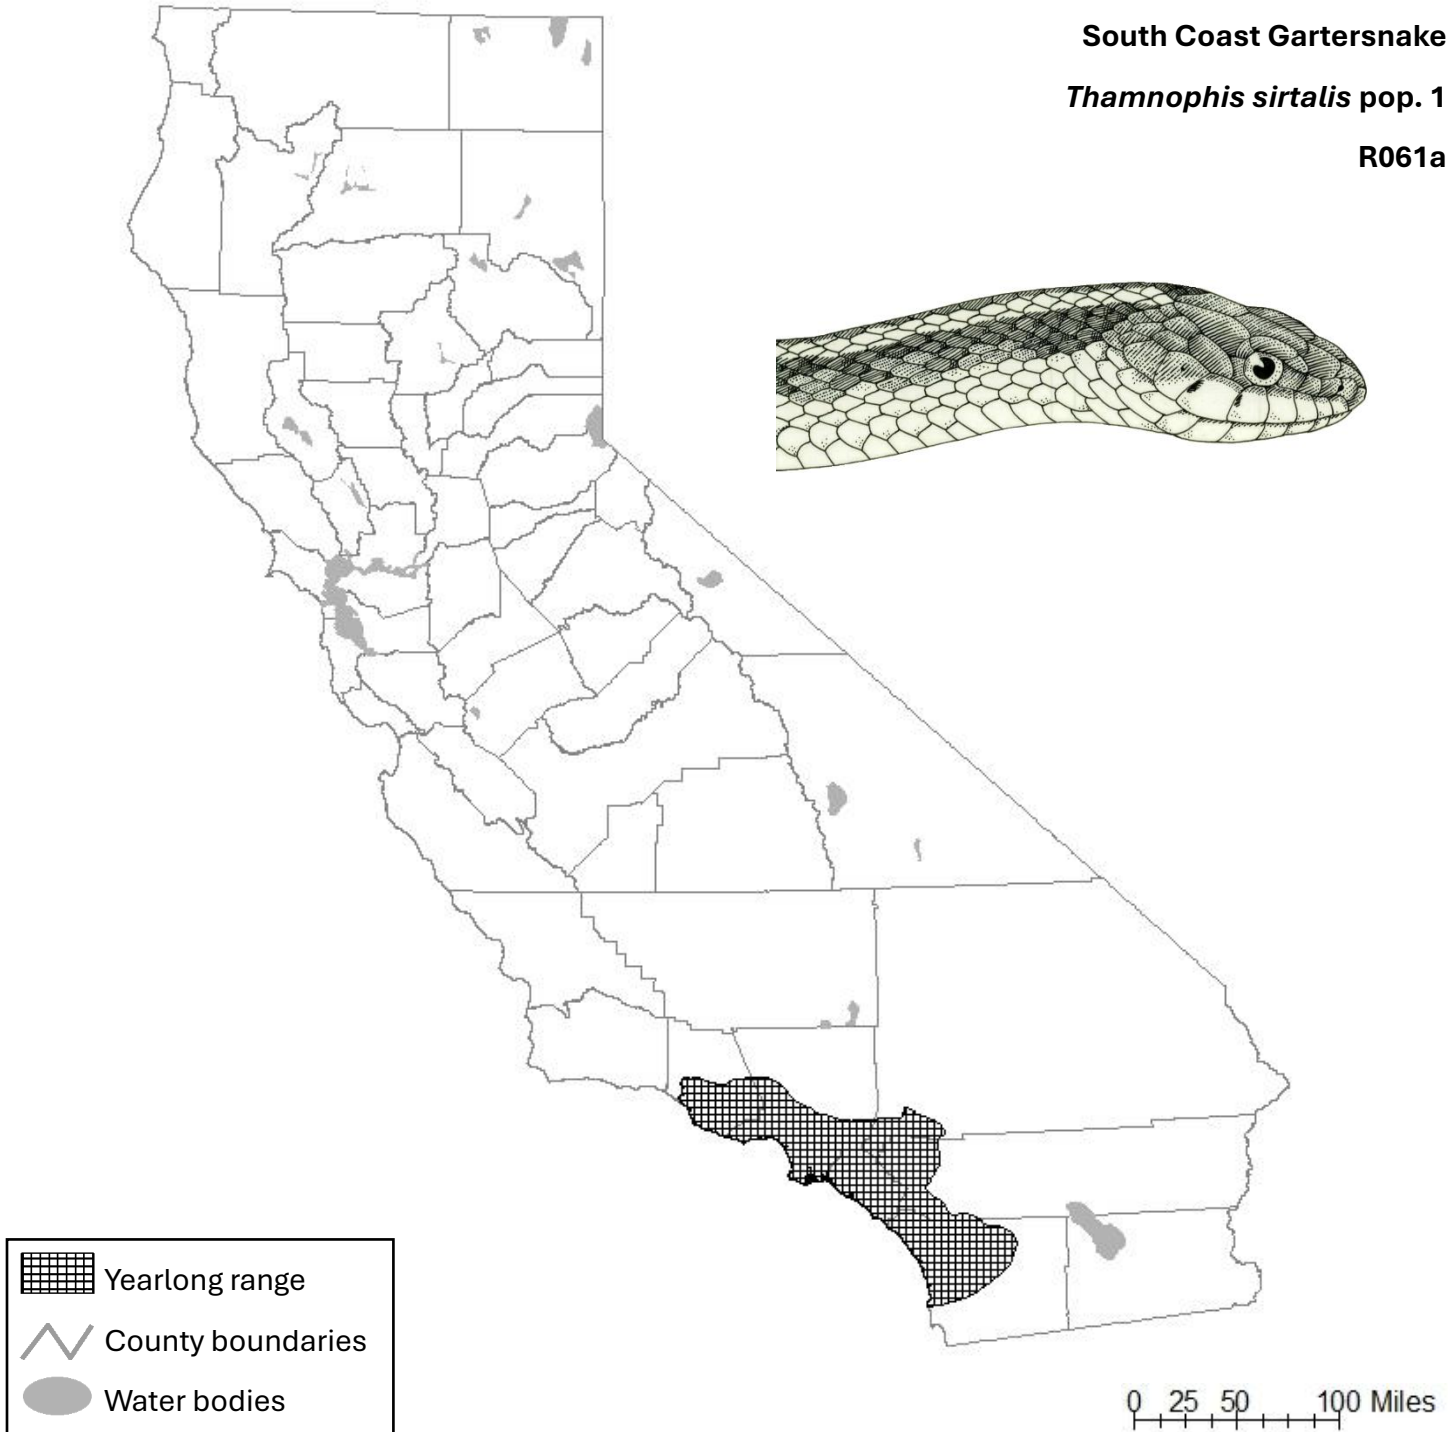 South Coast Gartersnake
Thamnophis sirtalis pop. 1
R061a
Yearlong range
County boundaries
Water bodies
0 25 50 100 Miles